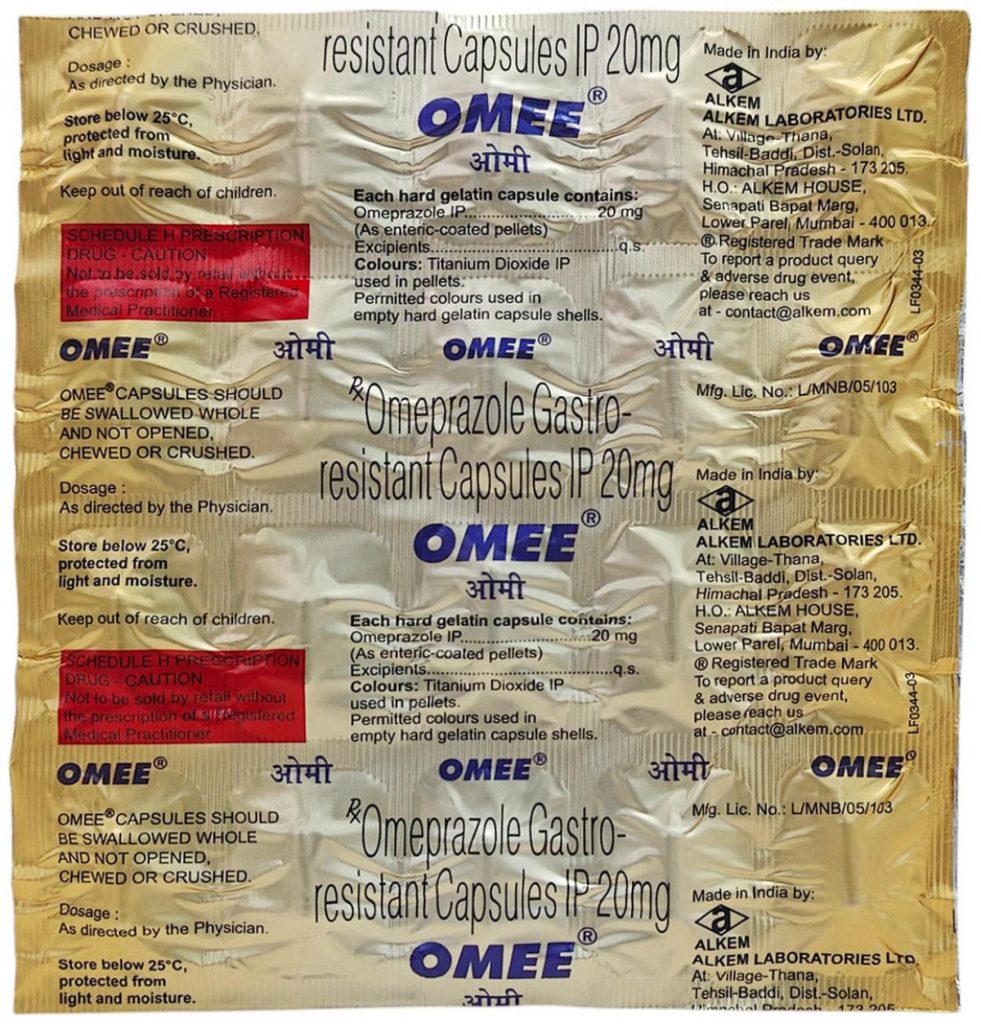 AND NOT OPENED,
CHEWED OR CRUSHED.
Dosage :
As directed by the Physician.
Store below 25°C,
protected from
light and moisture.
Keep out of reach of children.
SCHEDULE H PRESCRIPTION
DRUG - CAUTION
Not to be sold by retail without
the prescription of a Registered
Medical Practitioner
resistant Capsules IP 20mg
OMEE®
ओमी
Each hard gelatin capsule contains:
Omeprazole IP..............................20 mg
(As enteric-coated pellets)
Excipients.........................................q.s.
Colours: Titanium Dioxide IP
used in pellets.
Permitted colours used in
empty hard gelatin capsule shells.
Made in India by:
a
ALKEM
ALKEM LABORATORIES LTD.
At: Village-Thana,
Tehsil-Baddi, Dist.-Solan,
Himachal Pradesh - 173 205.
H.O.: ALKEM HOUSE,
Senapati Bapat Marg,
Lower Parel, Mumbai - 400 013.
® Registered Trade Mark
To report a product query
& adverse drug event,
please reach us
at - contact@alkem.com
LF0344-03
OMEE® ओमी OMEE® ओमी OMEE®
OMEE® CAPSULES SHOULD
BE SWALLOWED WHOLE
AND NOT OPENED,
CHEWED OR CRUSHED.
Dosage :
As directed by the Physician.
Store below 25°C,
protected from
light and moisture.
Keep out of reach of children.
SCHEDULE H PRESCRIPTION
DRUG - CAUTION
Not to be sold by retail without
the prescription of a Registered
Medical Practitioner
Rx Omeprazole Gastro-
resistant Capsules IP 20mg
OMEE®
ओमी
Each hard gelatin capsule contains:
Omeprazole IP..............................20 mg
(As enteric-coated pellets)
Excipients.........................................q.s.
Colours: Titanium Dioxide IP
used in pellets.
Permitted colours used in
empty hard gelatin capsule shells.
Mfg. Lic. No.: L/MNB/05/103
Made in India by:
a
ALKEM
ALKEM LABORATORIES LTD.
At: Village-Thana,
Tehsil-Baddi, Dist.-Solan,
Himachal Pradesh - 173 205.
H.O.: ALKEM HOUSE,
Senapati Bapat Marg,
Lower Parel, Mumbai - 400 013.
® Registered Trade Mark
To report a product query
& adverse drug event,
please reach us
at - contact@alkem.com
LF0344-03
OMEE® ओमी OMEE® ओमी OMEE®
OMEE® CAPSULES SHOULD
BE SWALLOWED WHOLE
AND NOT OPENED,
CHEWED OR CRUSHED.
Dosage :
As directed by the Physician.
Store below 25°C,
protected from
light and moisture.
Rx Omeprazole Gastro-
resistant Capsules IP 20mg
OMEE®
ओमी
Mfg. Lic. No.: L/MNB/05/103
Made in India by:
a
ALKEM
ALKEM LABORATORIES LTD.
At: Village-Thana,
Tehsil-Baddi, Dist.-Solan,
Himachal Pradesh - 173 205